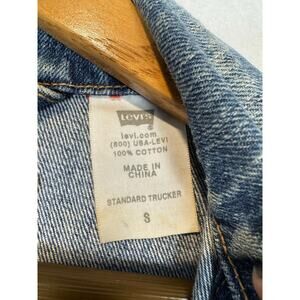 Levi's
®
levi.com
(800) USA-LEVI
100% COTTON
MADE IN
CHINA
STANDARD TRUCKER
S